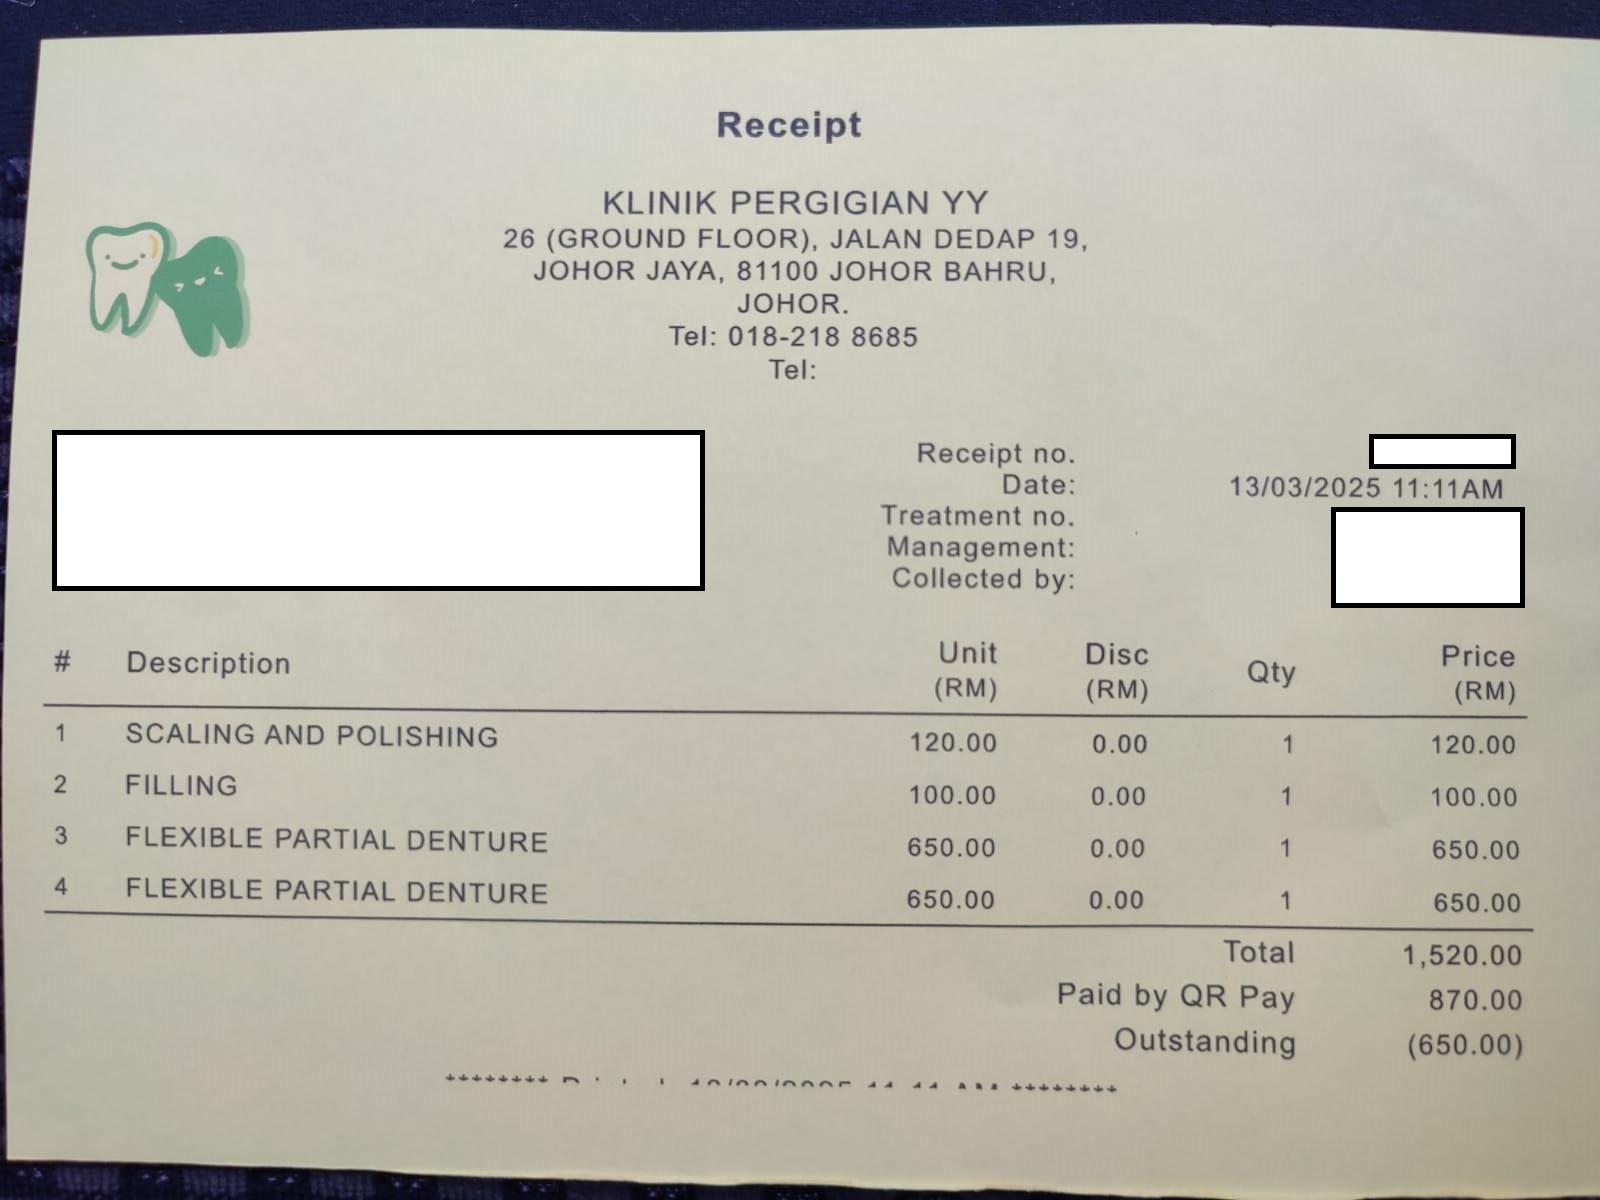 Receipt
KLINIK PERGIGIAN YY
26 (GROUND FLOOR), JALAN DEDAP 19,
JOHOR JAYA, 81100 JOHOR BAHRU,
JOHOR.
Tel: 018-218 8685
Tel:
Receipt no.
Date: 13/03/2025 11:11AM
Treatment no.
Management:
Collected by:
# Description Unit (RM) Disc (RM) Qty Price (RM)
1 SCALING AND POLISHING 120.00 0.00 1 120.00
2 FILLING 100.00 0.00 1 100.00
3 FLEXIBLE PARTIAL DENTURE 650.00 0.00 1 650.00
4 FLEXIBLE PARTIAL DENTURE 650.00 0.00 1 650.00
Total 1,520.00
Paid by QR Pay 870.00
Outstanding (650.00)